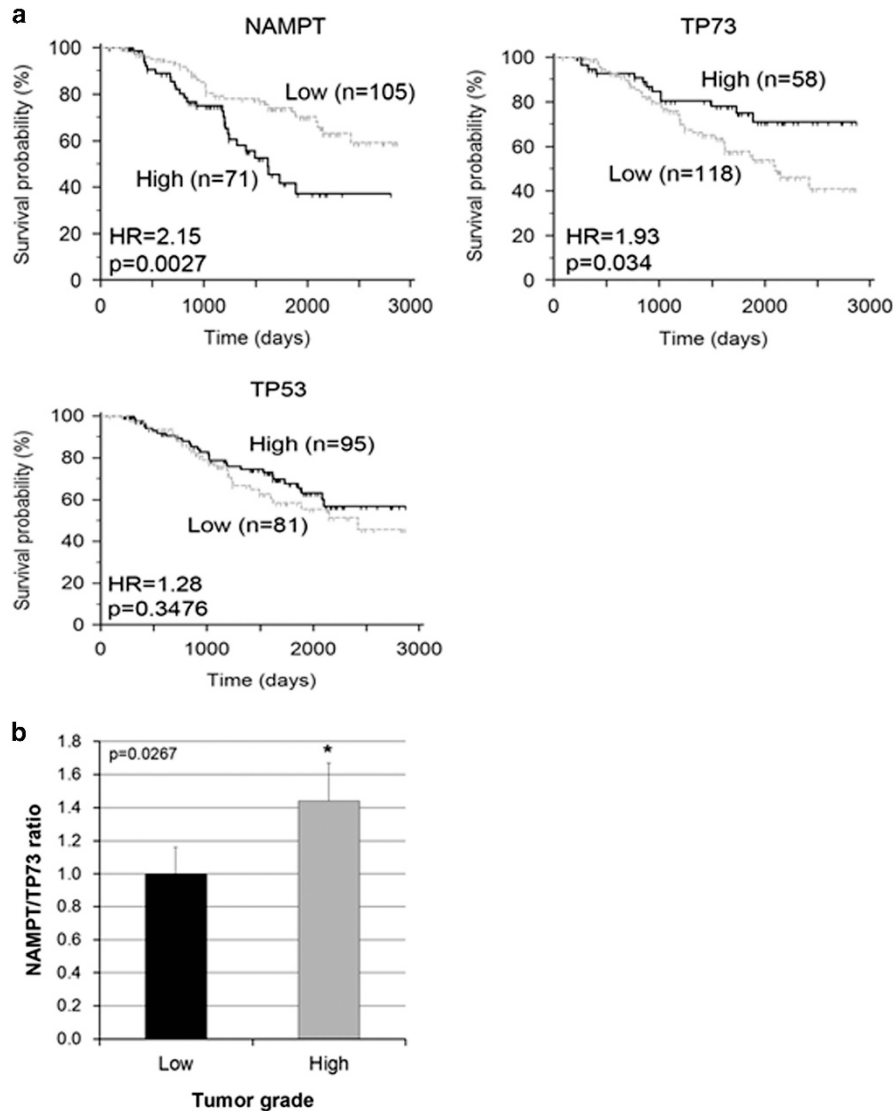 a
NAMPT
Survival probability (%)
100
80
60
40
20
0
Low (n=105)
High (n=71)
HR=2.15
p=0.0027
0 1000 2000 3000
Time (days)
TP73
Survival probability (%)
100
80
60
40
20
0
High (n=58)
Low (n=118)
HR=1.93
p=0.034
0 1000 2000 3000
Time (days)
TP53
Survival probability (%)
100
80
60
40
20
0
High (n=95)
Low (n=81)
HR=1.28
p=0.3476
0 1000 2000 3000
Time (days)
b
NAMPT/TP73 ratio
1.8
1.6
1.4
1.2
1.0
0.8
0.6
0.4
0.2
0.0
p=0.0267
*
Low High
Tumor grade